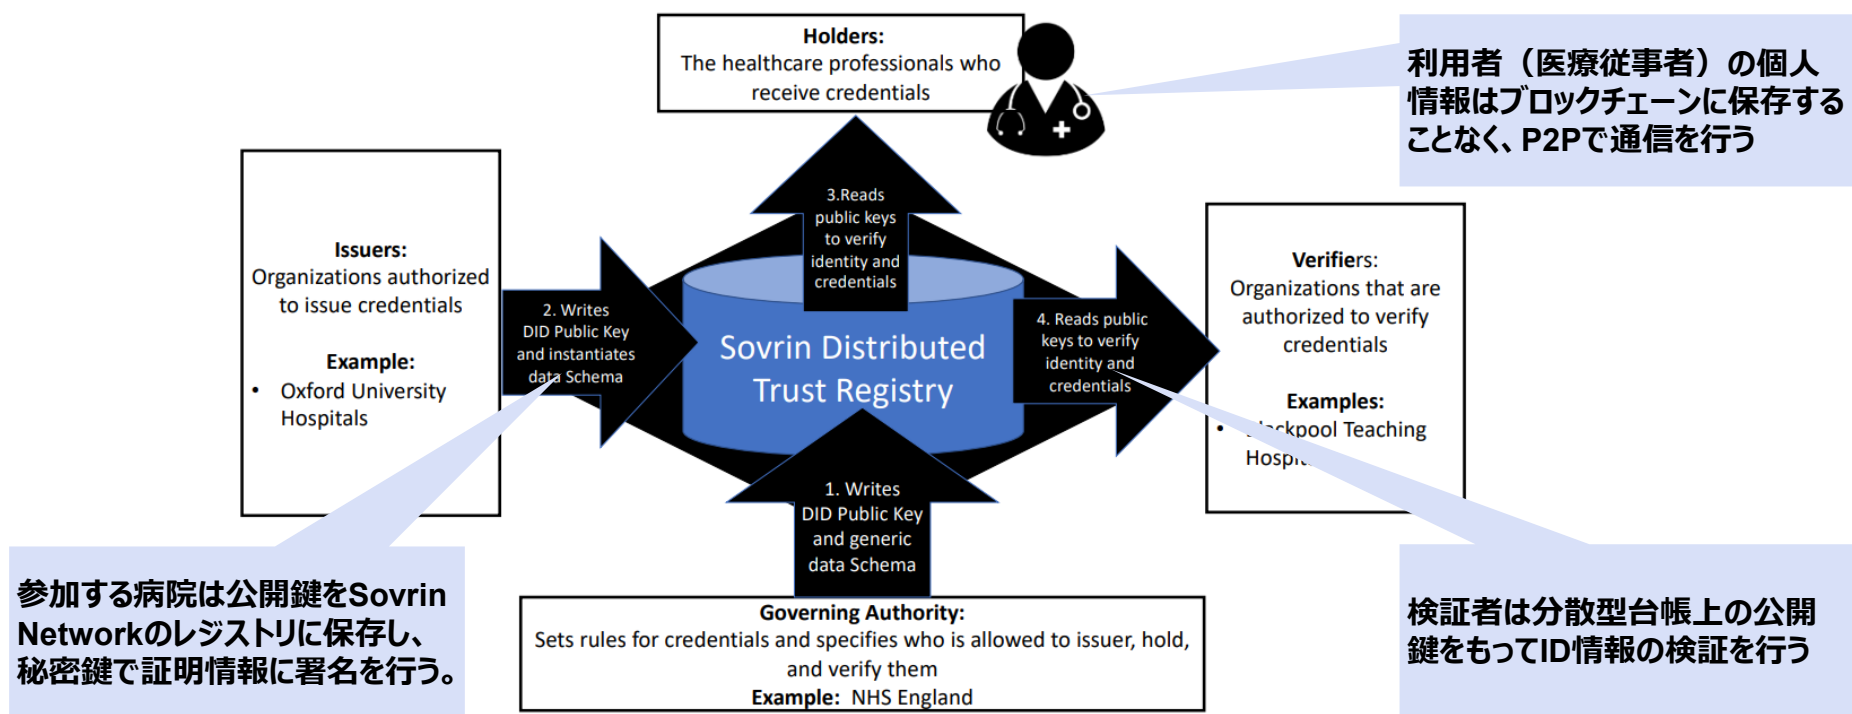 Holders:
The healthcare professionals who
receive credentials
利用者（医療従事者）の個人
情報はブロックチェーンに保存する
ことなく、P2Pで通信を行う
Issuers:
Organizations authorized
to issue credentials
Example:
• Oxford University
Hospitals
2. Writes
DID Public Key
and instantiates
data Schema
3.Reads
public keys
to verify
identity and
credentials
Sovrin Distributed
Trust Registry
4. Reads public
keys to verify
identity and
credentials
Verifiers:
Organizations that are
authorized to verify
credentials
Examples:
• Teaching
1. Writes
DID Public Key
and generic
data Schema
参加する病院は公開鍵をSovrin
Networkのレジストリに保存し、
秘密鍵で証明情報に署名を行う。
Governing Authority:
Sets rules for credentials and specifies who is allowed to issuer, hold,
and verify them
Example: NHS England
検証者は分散型台帳上の公開
鍵をもってID情報の検証を行う